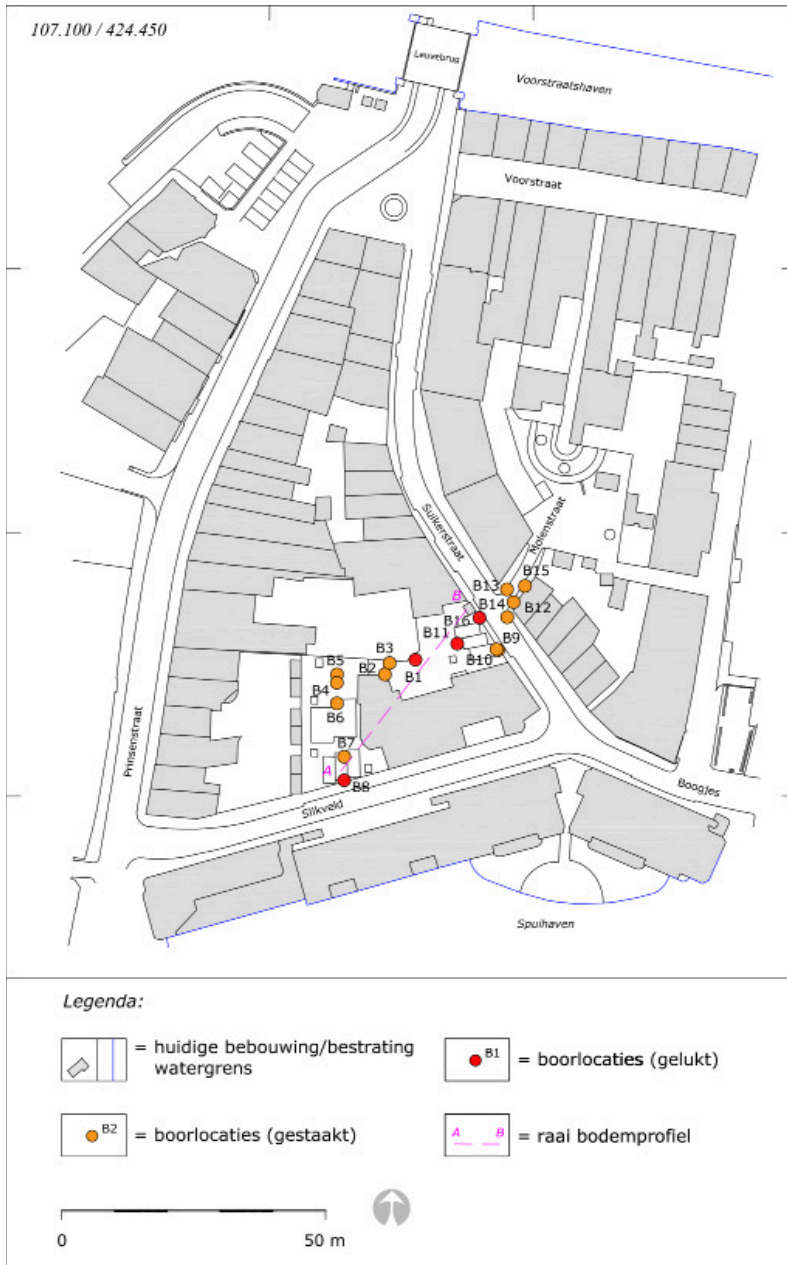 107.100 / 424.450
Leuvebrug
Voorstraatshaven
Voorstraat
Suikerstraat
Molenstraat
B13
B15
B
B14
B12
B16
B11
B9
B3
B5
B2
B1
B10
B4
B6
Prinsenstraat
B7
A
B8
Slikveld
Boogjes
Spuihaven
Legenda:
= huidige bebouwing/bestrating
watergrens
B1
= boorlocaties (gelukt)
B2
= boorlocaties (gestaakt)
A B
= raai bodemprofiel
0 50 m